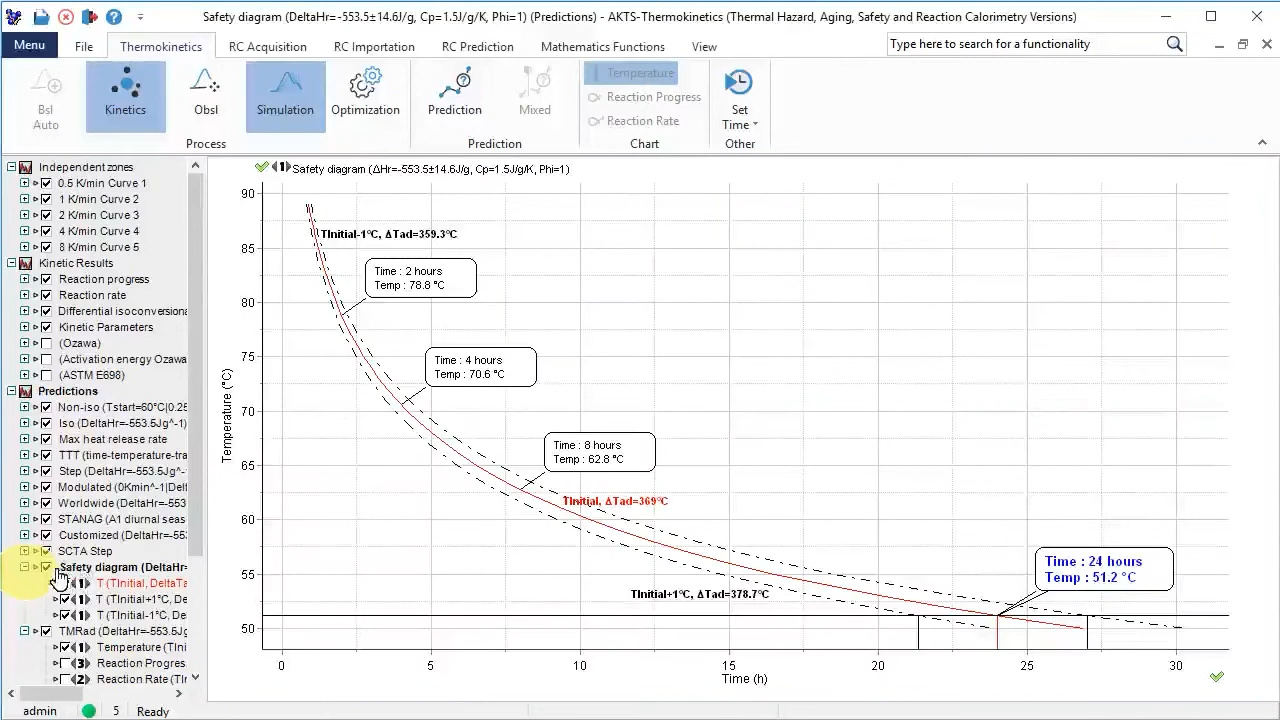 Safety diagram (DeltaHr= -553.5±14.6J/g, Cp=1.5J/g/K, Phi=1) (Predictions) - AKTS-Thermokinetics (Thermal Hazard, Aging, Safety and Reaction Calorimetry Versions)
Menu File Thermokinetics RC Acquisition RC Importation RC Prediction Mathematics Functions View Type here to search for a functionality
Bsl Auto
Kinetics
Obsl
Simulation
Optimization
Process
Prediction
Mixed
Prediction
Temperature
Reaction Progress
Reaction Rate
Chart
Set Time
Other
Independent zones
0.5 K/min Curve 1
1 K/min Curve 2
2 K/min Curve 3
4 K/min Curve 4
8 K/min Curve 5
Kinetic Results
Reaction progress
Reaction rate
Differential isoconversion
Kinetic Parameters
(Ozawa)
(Activation energy Ozawa
(ASTM E698)
Predictions
Non-iso (Tstart=60°C|0.25
Iso (DeltaHr=-553.5Jg^-1)
Max heat release rate
TTT (time-temperature-tra
Step (DeltaHr=-553.5Jg^-
Modulated (0Kmin^-1|Del
Worldwide (DeltaHr=-553
STANAG (A1 diurnal seas
Customized (DeltaHr=-55
SCTA Step
Safety diagram (DeltaHr=
1 T (TInitial, DeltaTa
1 T (TInitial+1°C, De
1 T (TInitial-1°C, De
TMRad (DeltaHr=-553.5Jg
1 Temperature (TIni
3 Reaction Progres
2 Reaction Rate (TI
admin 5 Ready
1 Safety diagram (ΔHr=-553.5±14.6J/g, Cp=1.5J/g/K, Phi=1)
Temperature (°C)
90
85
80
75
70
65
60
55
50
TInitial-1°C, ΔTad=359.3°C
Time : 2 hours
Temp : 78.8 °C
Time : 4 hours
Temp : 70.6 °C
Time : 8 hours
Temp : 62.8 °C
TInitial, ΔTad=369°C
Time : 24 hours
Temp : 51.2 °C
TInitial+1°C, ΔTad=378.7°C
0 5 10 15 20 25 30
Time (h)